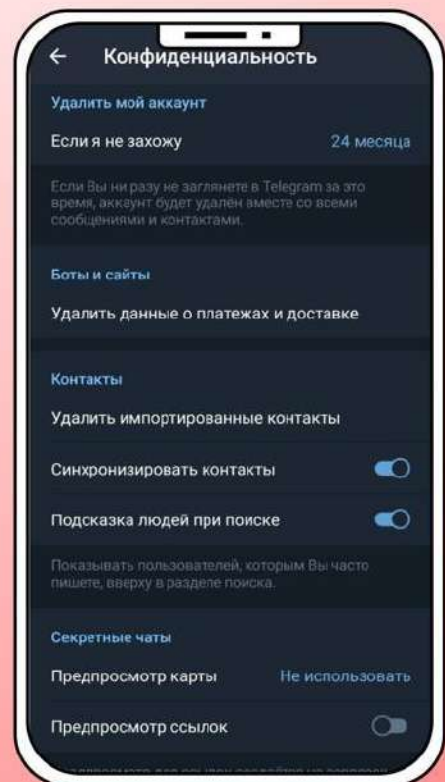 Конфиденциальность
Удалить мой аккаунт
Если я не захожу 24 месяца
Если Вы ни разу не заглянете в Telegram за это
время, аккаунт будет удалён вместе со всеми
сообщениями и контактами.
Боты и сайты
Удалить данные о платежах и доставке
Контакты
Удалить импортированные контакты
Синхронизировать контакты
Подсказка людей при поиске
Показывать пользователей, которым Вы часто
пишете, вверху в разделе поиска.
Секретные чаты
Предпросмотр карты Не использовать
Предпросмотр ссылок